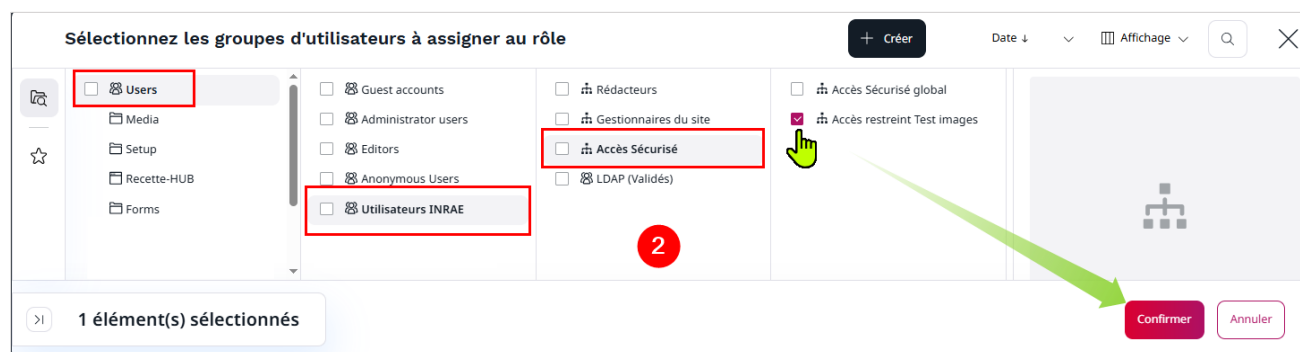 Sélectionnez les groupes d'utilisateurs à assigner au rôle
+ Créer
Date ↓
Affichage
Users
Media
Setup
Recette-HUB
Forms
Guest accounts
Administrator users
Editors
Anonymous Users
Utilisateurs INRAE
Rédacteurs
Gestionnaires du site
Accès Sécurisé
LDAP (Validés)
2
Accès Sécurisé global
Accès restreint Test images
1 élément(s) sélectionnés
Confirmer
Annuler